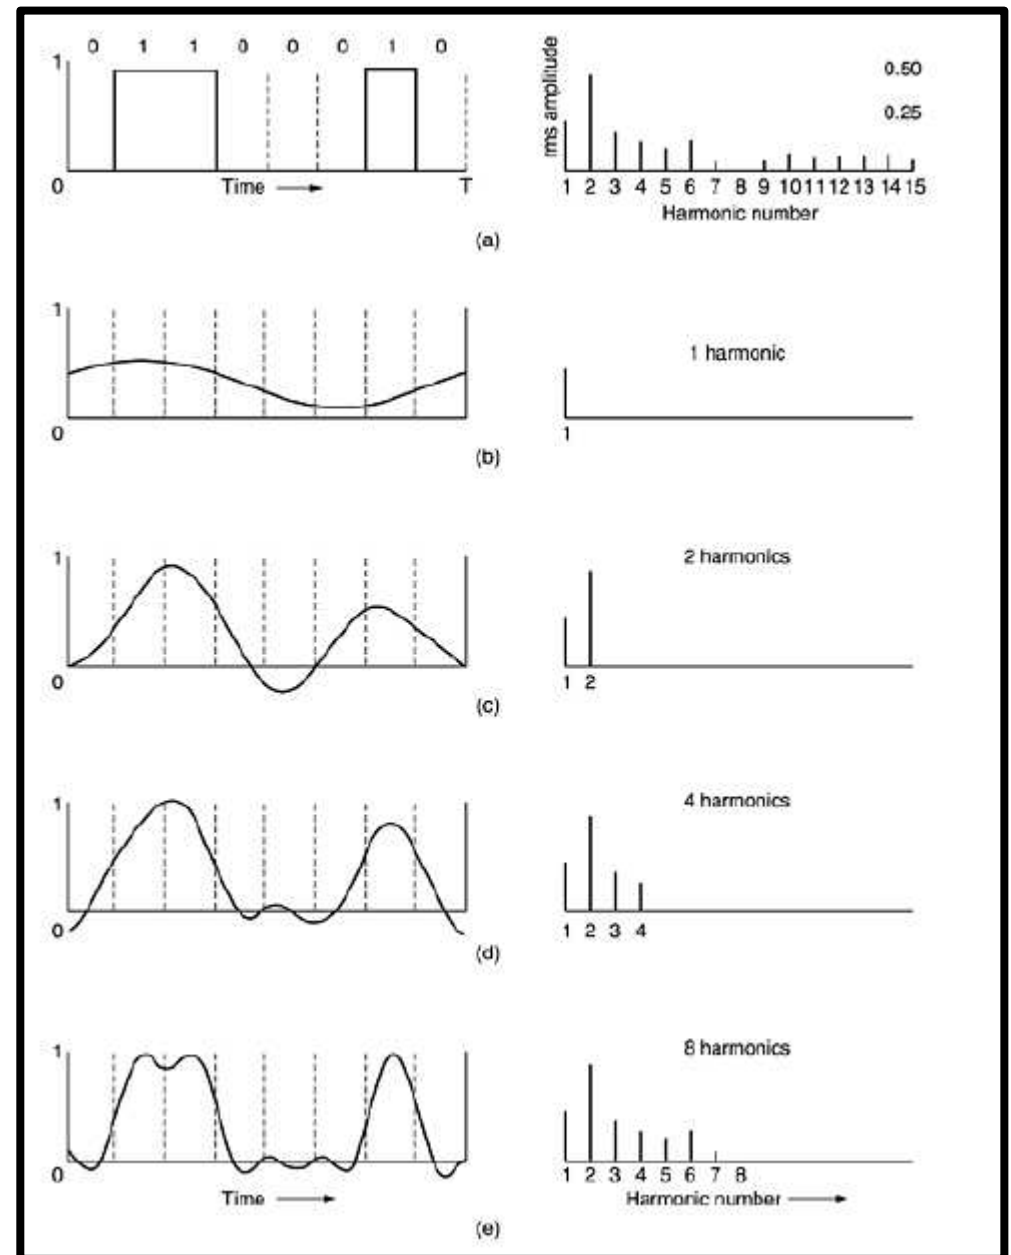 0 1 1 0 0 0 1 0
1
0
Time
T
rms amplitude
0.50
0.25
1 2 3 4 5 6 7 8 9 10 11 12 13 14 15
Harmonic number
(a)
1
0
1 harmonic
1
(b)
1
0
2 harmonics
1 2
(c)
1
0
4 harmonics
1 2 3 4
(d)
1
0
Time
8 harmonics
1 2 3 4 5 6 7 8
Harmonic number
(e)